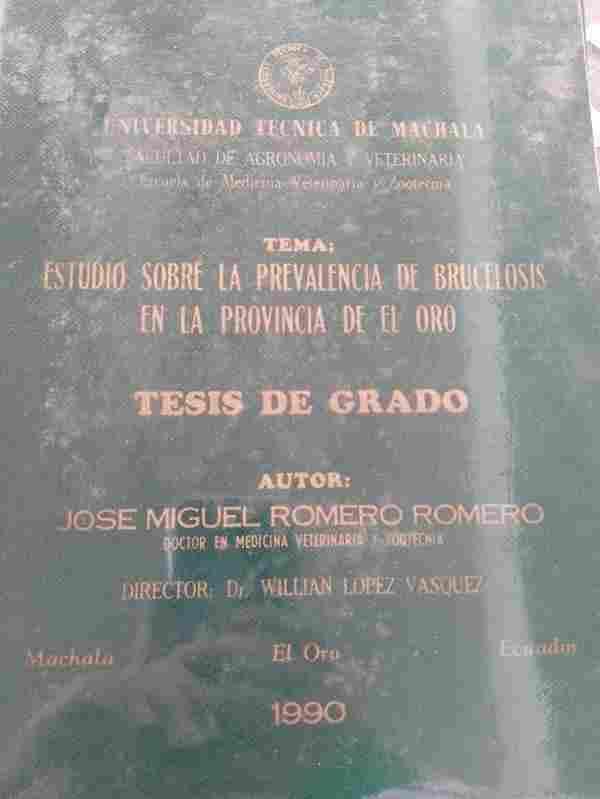 UNIVERSIDAD TECNICA DE MACHALA
FACULTAD DE AGRONOMIA Y VETERINARIA
Escuela de Medicina Veterinaria y Zootecnia
TEMA:
ESTUDIO SOBRE LA PREVALENCIA DE BRUCELOSIS
EN LA PROVINCIA DE EL ORO
TESIS DE GRADO
AUTOR:
JOSE MIGUEL ROMERO ROMERO
DOCTOR EN MEDICINA VETERINARIA Y ZOOTECNIA
DIRECTOR: Dr. WILLIAN LOPEZ VASQUEZ
Machala El Oro Ecuador
1990